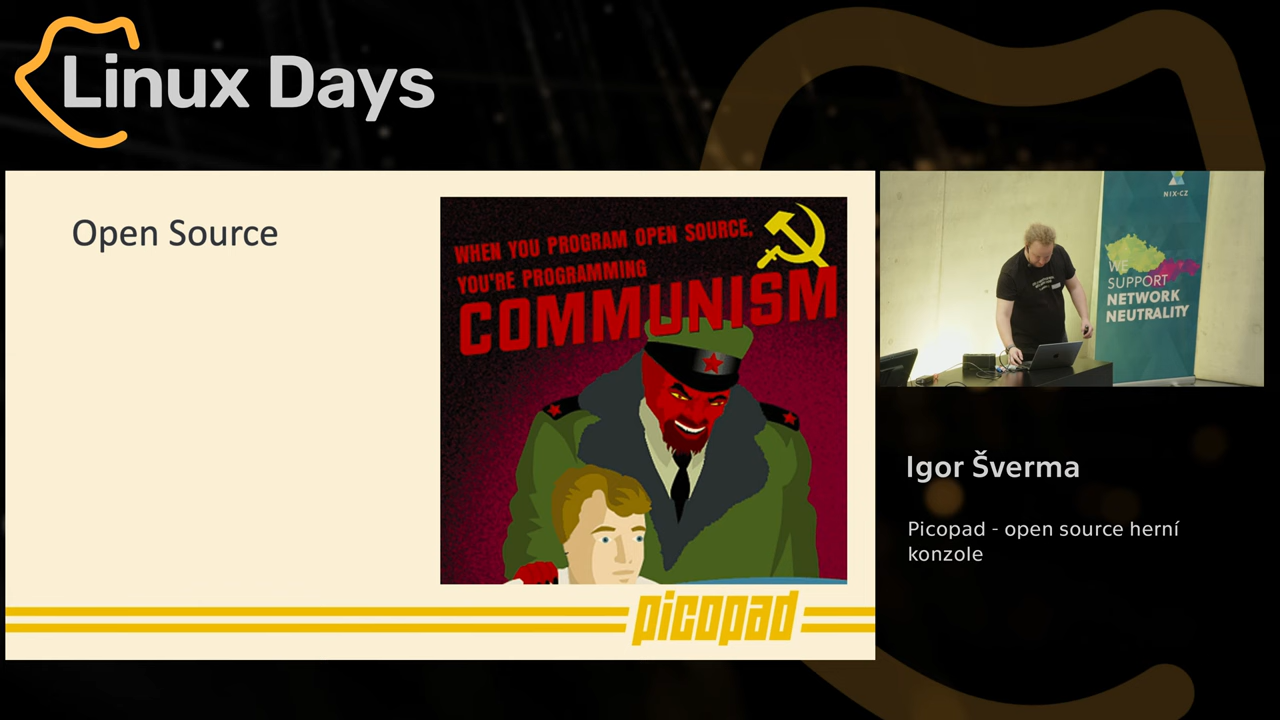 Linux Days
Open Source
WHEN YOU PROGRAM OPEN SOURCE,
YOU'RE PROGRAMMING
COMMUNISM
picopad
NIX·CZ
WE
SUPPORT
NETWORK
NEUTRALITY
Igor Šverma
Picopad - open source herní
konzole